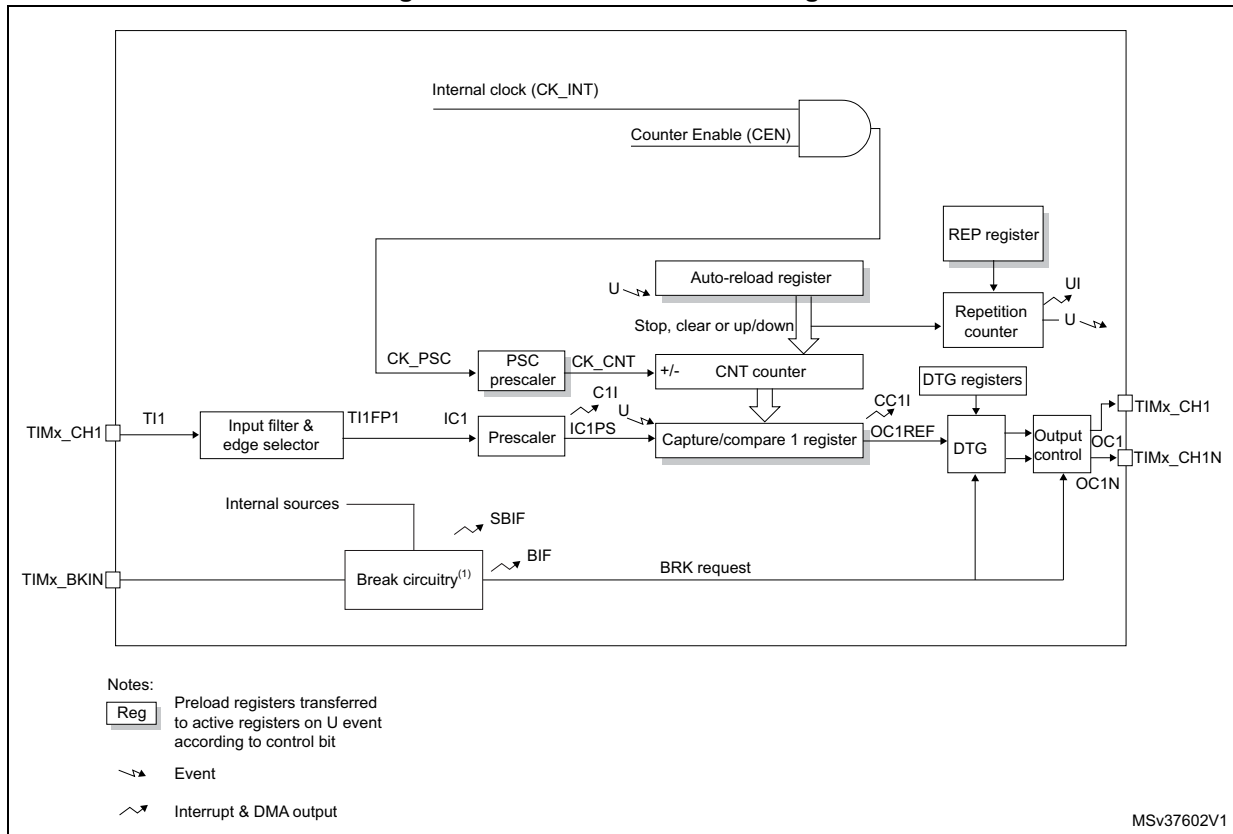 Internal clock (CK_INT)
Counter Enable (CEN)
REP register
Auto-reload register
U
UI
Stop, clear or up/down
Repetition
counter
U
CK_PSC
PSC
prescaler
CK_CNT
+/-
CNT counter
DTG registers
TIMx_CH1
TI1
Input filter &
edge selector
TI1FP1
IC1
Prescaler
C1I
IC1PS
U
Capture/compare 1 register
CC1I
OC1REF
DTG
Output
control
OC1
TIMx_CH1
TIMx_CH1N
OC1N
Internal sources
SBIF
BIF
TIMx_BKIN
Break circuitry(1)
BRK request
Notes:
Reg
Preload registers transferred
to active registers on U event
according to control bit
Event
Interrupt & DMA output
MSv37602V1